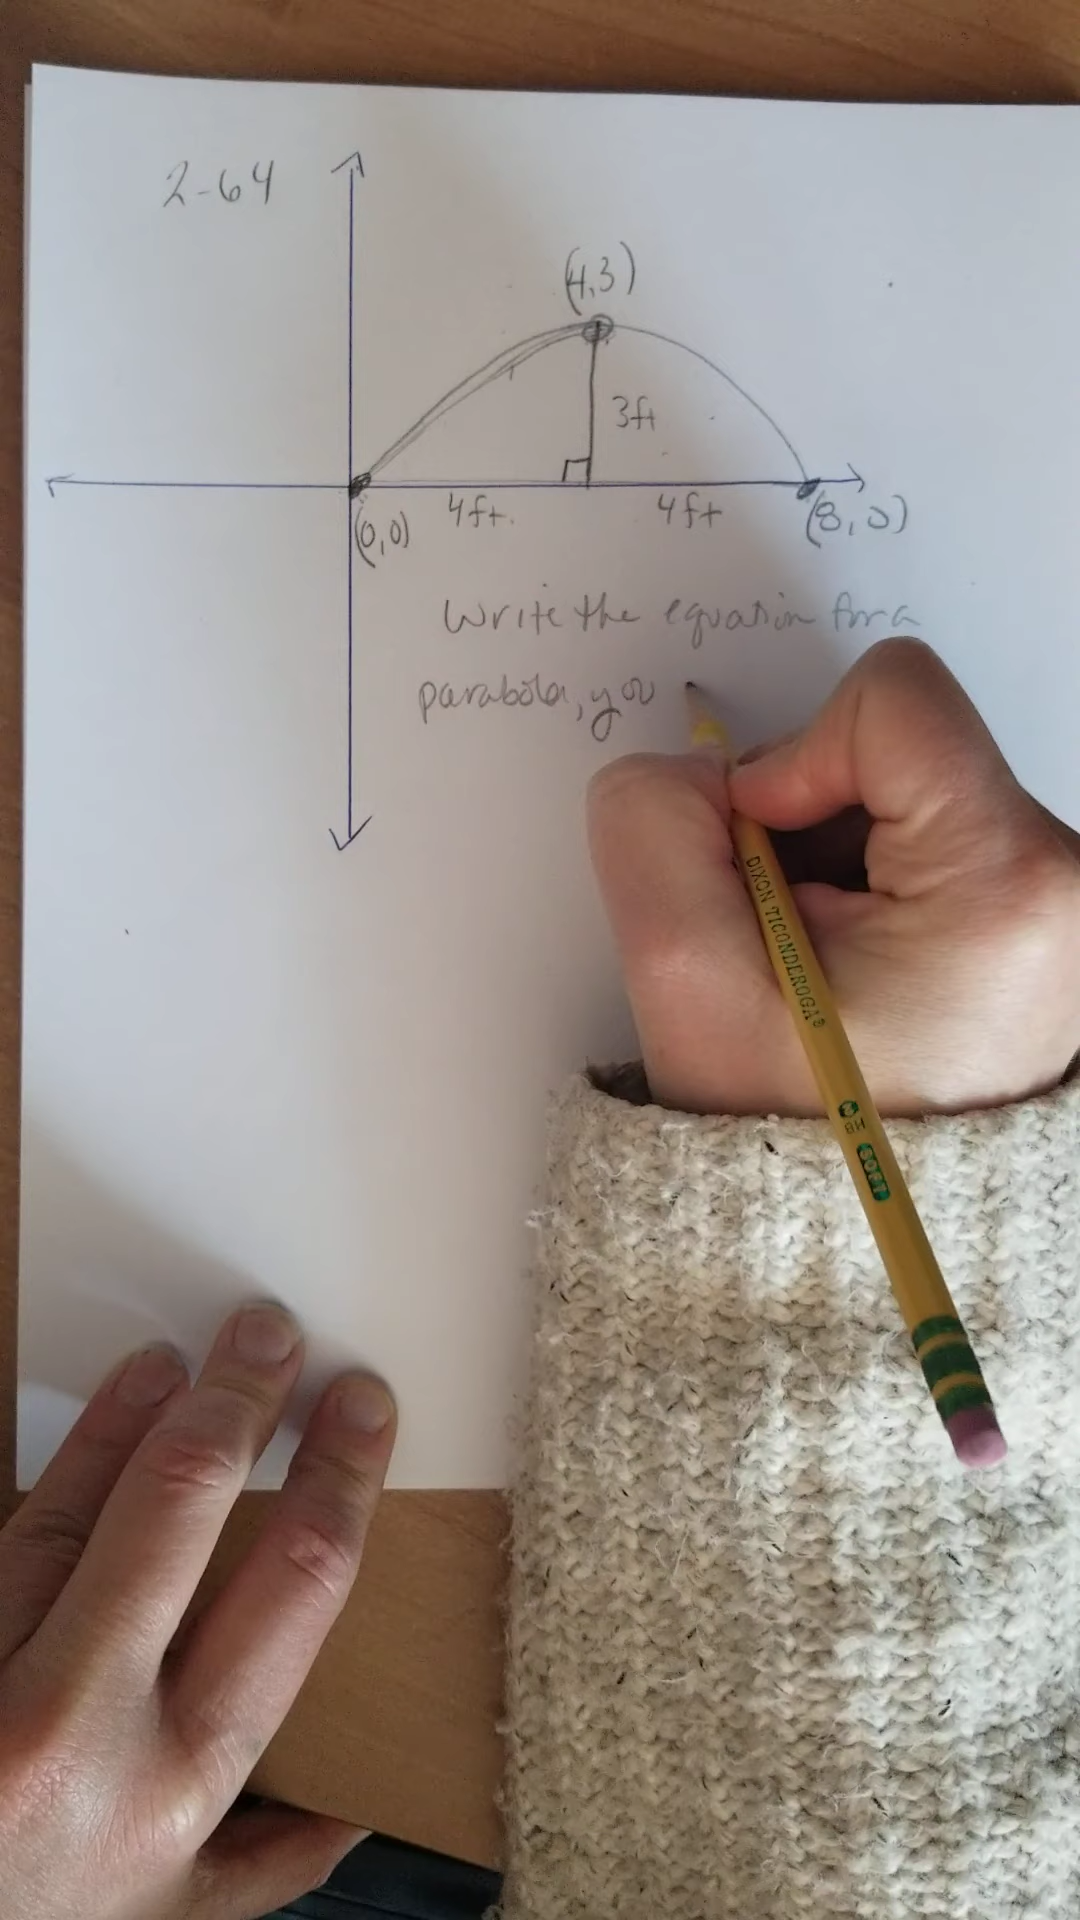 2-64
(4,3)
3ft
4ft.
4ft
(0,0)
(8,0)
Write the equation for a
parabola, you
DIXON TICONDEROGA®
HB
SOFT